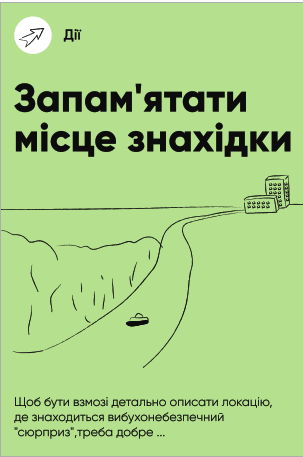 Дії
Запам'ятати
місце знахідки
Щоб бути взмозі детально описати локацію,
де знаходиться вибухонебезпечний
"сюрприз",треба добре ...